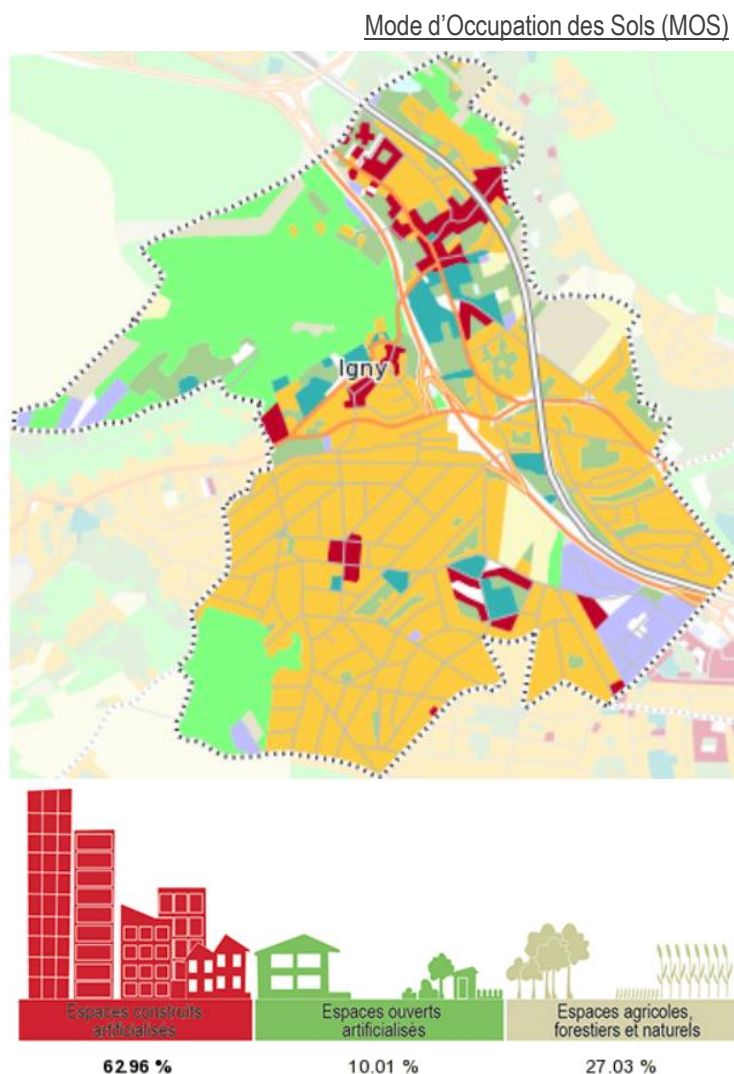 Mode d’Occupation des Sols (MOS)
Igny
Espaces construits
artificialisés
Espaces ouverts
artificialisés
Espaces agricoles,
forestiers et naturels
62.96 %
10.01 %
27.03 %